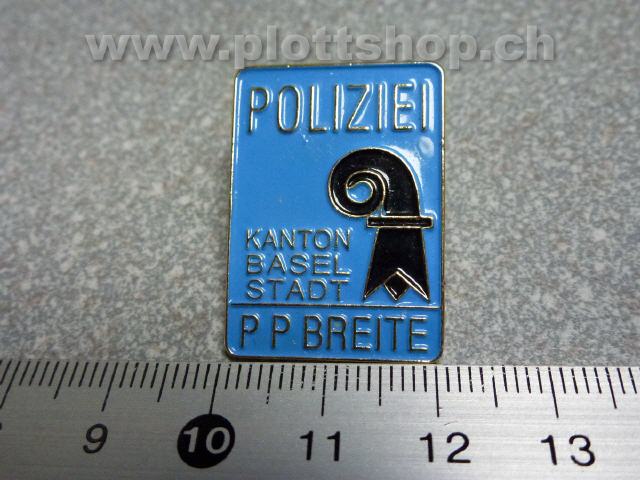 www.plottshop.ch
POLIZIEI
KANTON
BASEL
STADT
P P BREITE
9 10 11 12 13